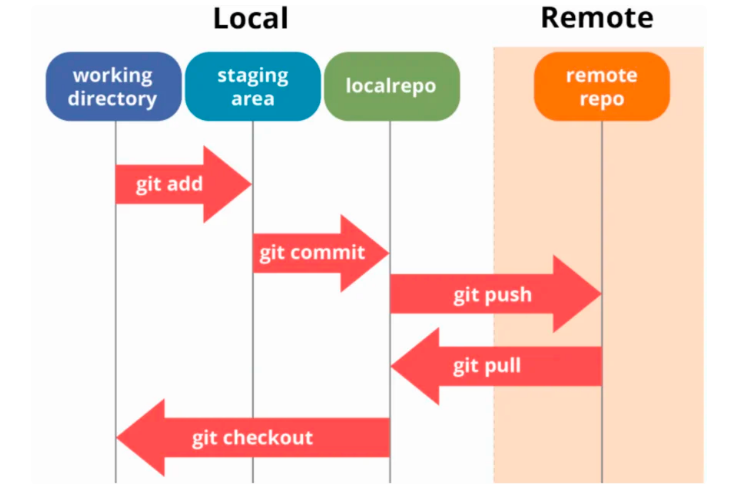 Local
Remote
working
directory
staging
area
localrepo
remote
repo
git add
git commit
git push
git pull
git checkout